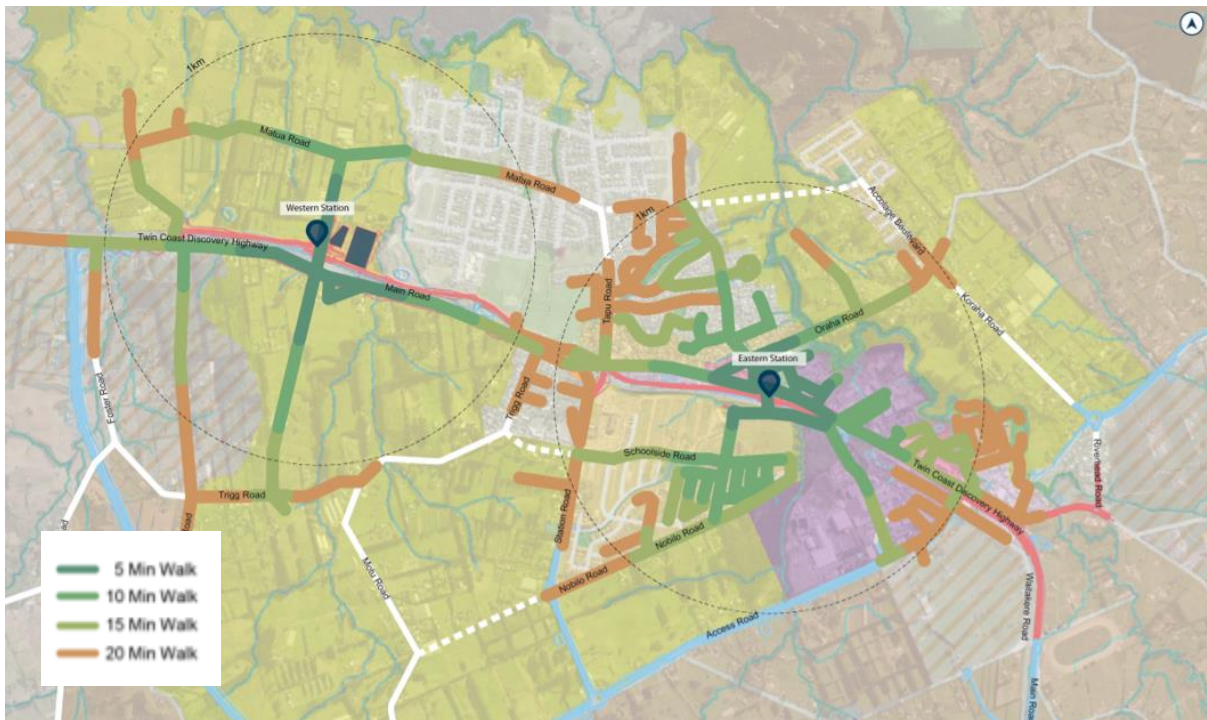 1km
Matua Road
Matua Road
Western Station
Twin Coast Discovery Highway
Main Road
1km
Tapu Road
Accolage Boulevard
Koraha Road
Oraha Road
Eastern Station
Foster Road
Trigg Road
Trigg Road
Schoolside Road
Station Road
Nobilo Road
Nobilo Road
Motu Road
Twin Coast Discovery Highway
Riverhead Road
Access Road
Waitakere Road
Main Road
Road
5 Min Walk
10 Min Walk
15 Min Walk
20 Min Walk